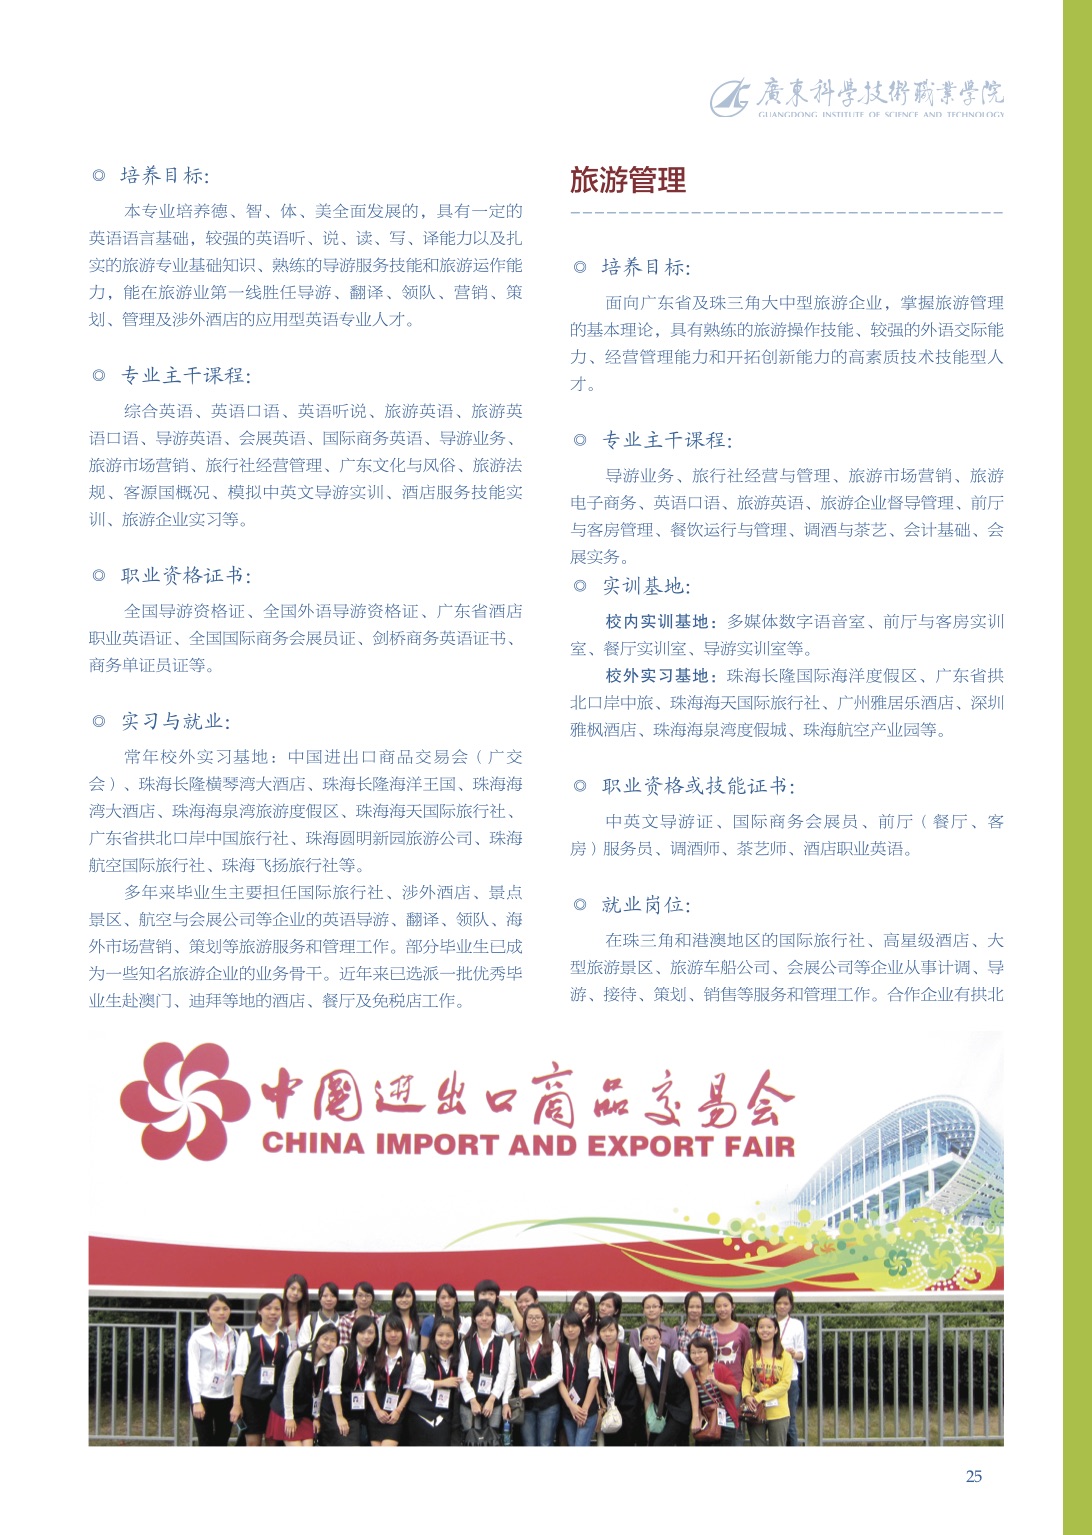 廣東科学技術職業学院
GUANGDONG INSTITUTE OF SCIENCE AND TECHNOLOGY
◎ 培养目标：
本专业培养德、智、体、美全面发展的，具有一定的
英语语言基础，较强的英语听、说、读、写、译能力以及扎
实的旅游专业基础知识、熟练的导游服务技能和旅游运作能
力，能在旅游业第一线胜任导游、翻译、领队、营销、策
划、管理及涉外酒店的应用型英语专业人才。
◎ 专业主干课程：
综合英语、英语口语、英语听说、旅游英语、旅游英
语口语、导游英语、会展英语、国际商务英语、导游业务、
旅游市场营销、旅行社经营管理、广东文化与风俗、旅游法
规、客源国概况、模拟中英文导游实训、酒店服务技能实
训、旅游企业实习等。
◎ 职业资格证书：
全国导游资格证、全国外语导游资格证、广东省酒店
职业英语证、全国国际商务会展员证、剑桥商务英语证书、
商务单证员证等。
◎ 实习与就业：
常年校外实习基地：中国进出口商品交易会（广交
会）、珠海长隆横琴湾大酒店、珠海长隆海洋王国、珠海海
湾大酒店、珠海海泉湾旅游度假区、珠海海天国际旅行社、
广东省拱北口岸中国旅行社、珠海圆明新园旅游公司、珠海
航空国际旅行社、珠海飞扬旅行社等。
多年来毕业生主要担任国际旅行社、涉外酒店、景点
景区、航空与会展公司等企业的英语导游、翻译、领队、海
外市场营销、策划等旅游服务和管理工作。部分毕业生已成
为一些知名旅游企业的业务骨干。近年来已选派一批优秀毕
业生赴澳门、迪拜等地的酒店、餐厅及免税店工作。
旅游管理
◎ 培养目标：
面向广东省及珠三角大中型旅游企业，掌握旅游管理
的基本理论，具有熟练的旅游操作技能、较强的外语交际能
力、经营管理能力和开拓创新能力的高素质技术技能型人
才。
◎ 专业主干课程：
导游业务、旅行社经营与管理、旅游市场营销、旅游
电子商务、英语口语、旅游英语、旅游企业督导管理、前厅
与客房管理、餐饮运行与管理、调酒与茶艺、会计基础、会
展实务。
◎ 实训基地：
校内实训基地：多媒体数字语音室、前厅与客房实训
室、餐厅实训室、导游实训室等。
校外实习基地：珠海长隆国际海洋度假区、广东省拱
北口岸中旅、珠海海天国际旅行社、广州雅居乐酒店、深圳
雅枫酒店、珠海海泉湾度假城、珠海航空产业园等。
◎ 职业资格或技能证书：
中英文导游证、国际商务会展员、前厅（餐厅、客
房）服务员、调酒师、茶艺师、酒店职业英语。
◎ 就业岗位：
在珠三角和港澳地区的国际旅行社、高星级酒店、大
型旅游景区、旅游车船公司、会展公司等企业从事计调、导
游、接待、策划、销售等服务和管理工作。合作企业有拱北
中国进出口商品交易会
CHINA IMPORT AND EXPORT FAIR
25